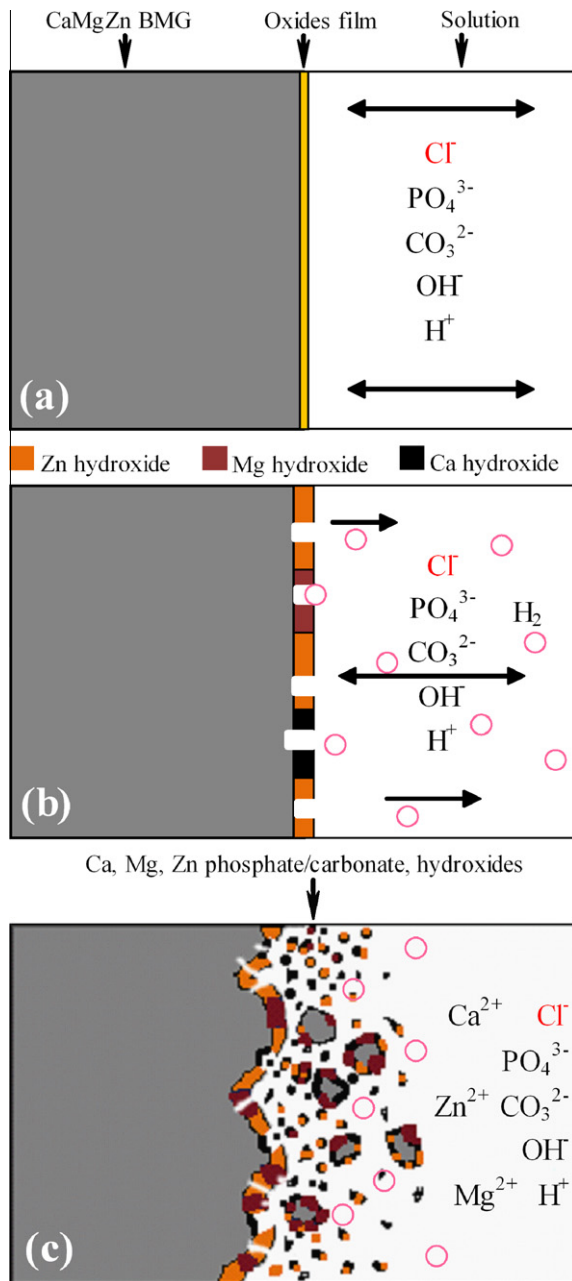 CaMgZn BMG Oxides film Solution
Cl⁻
PO₄³⁻
CO₃²⁻
OH⁻
H⁺
(a)
Zn hydroxide Mg hydroxide Ca hydroxide
Cl⁻
PO₄³⁻ H₂
CO₃²⁻
OH⁻
H⁺
(b)
Ca, Mg, Zn phosphate/carbonate, hydroxides
Ca²⁺ Cl⁻
PO₄³⁻
Zn²⁺ CO₃²⁻
OH⁻
Mg²⁺ H⁺
(c)